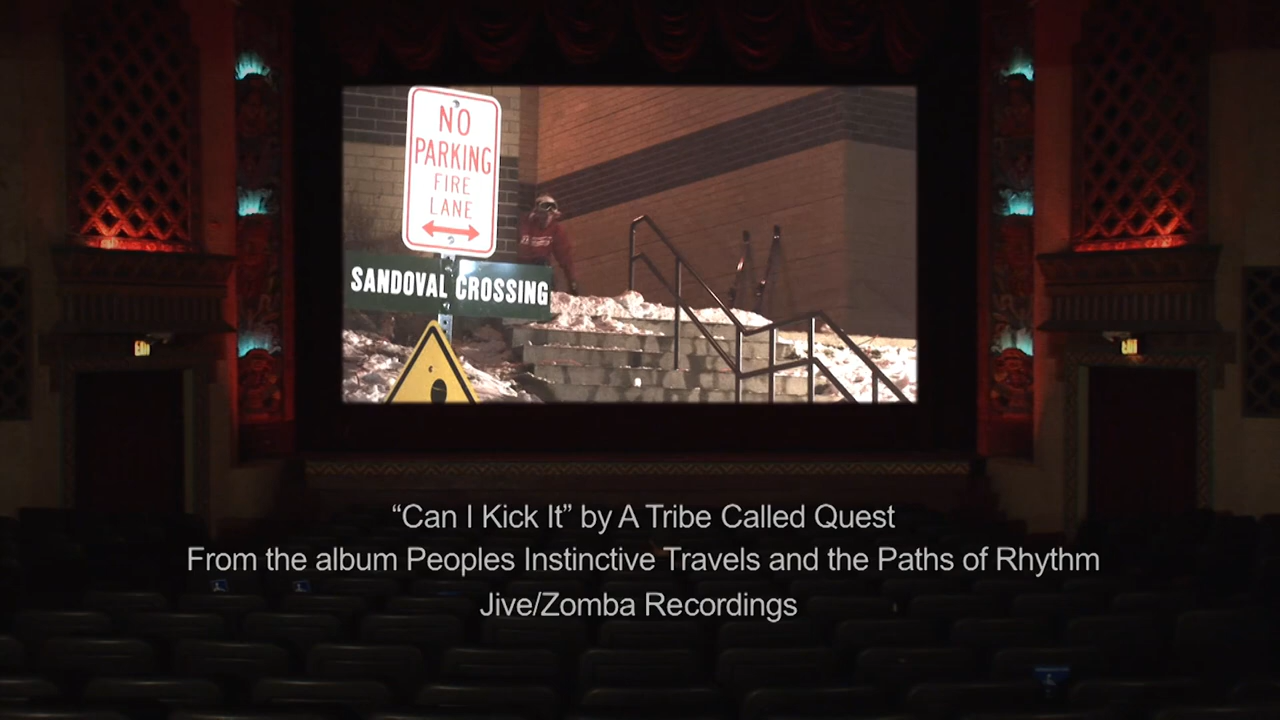 NO
PARKING
FIRE
LANE
SANDOVAL CROSSING
“Can I Kick It” by A Tribe Called Quest
From the album Peoples Instinctive Travels and the Paths of Rhythm
Jive/Zomba Recordings